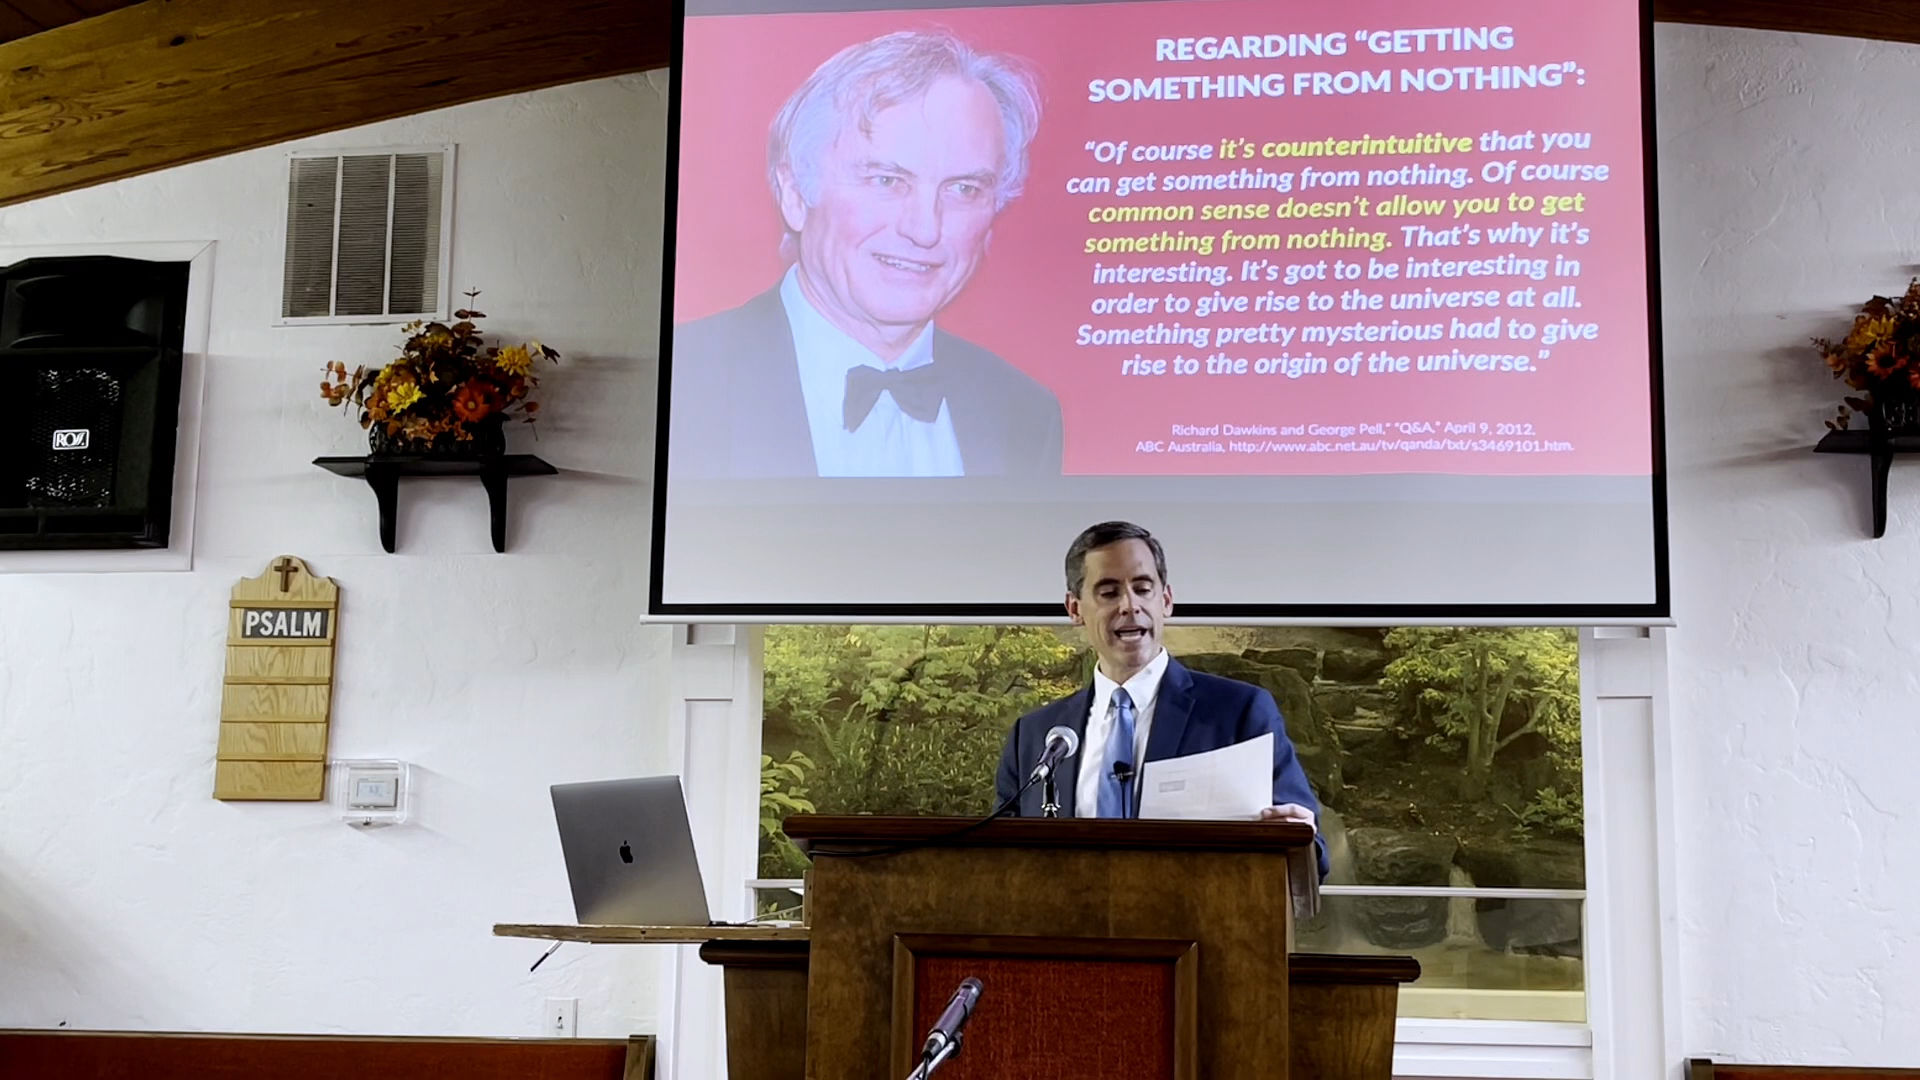 REGARDING “GETTING
SOMETHING FROM NOTHING”:
“Of course it’s counterintuitive that you
can get something from nothing. Of course
common sense doesn’t allow you to get
something from nothing. That’s why it’s
interesting. It’s got to be interesting in
order to give rise to the universe at all.
Something pretty mysterious had to give
rise to the origin of the universe.”
Richard Dawkins and George Pell,” “Q&A,” April 9, 2012,
ABC Australia, http://www.abc.net.au/tv/qanda/txt/s3469101.htm.
PSALM